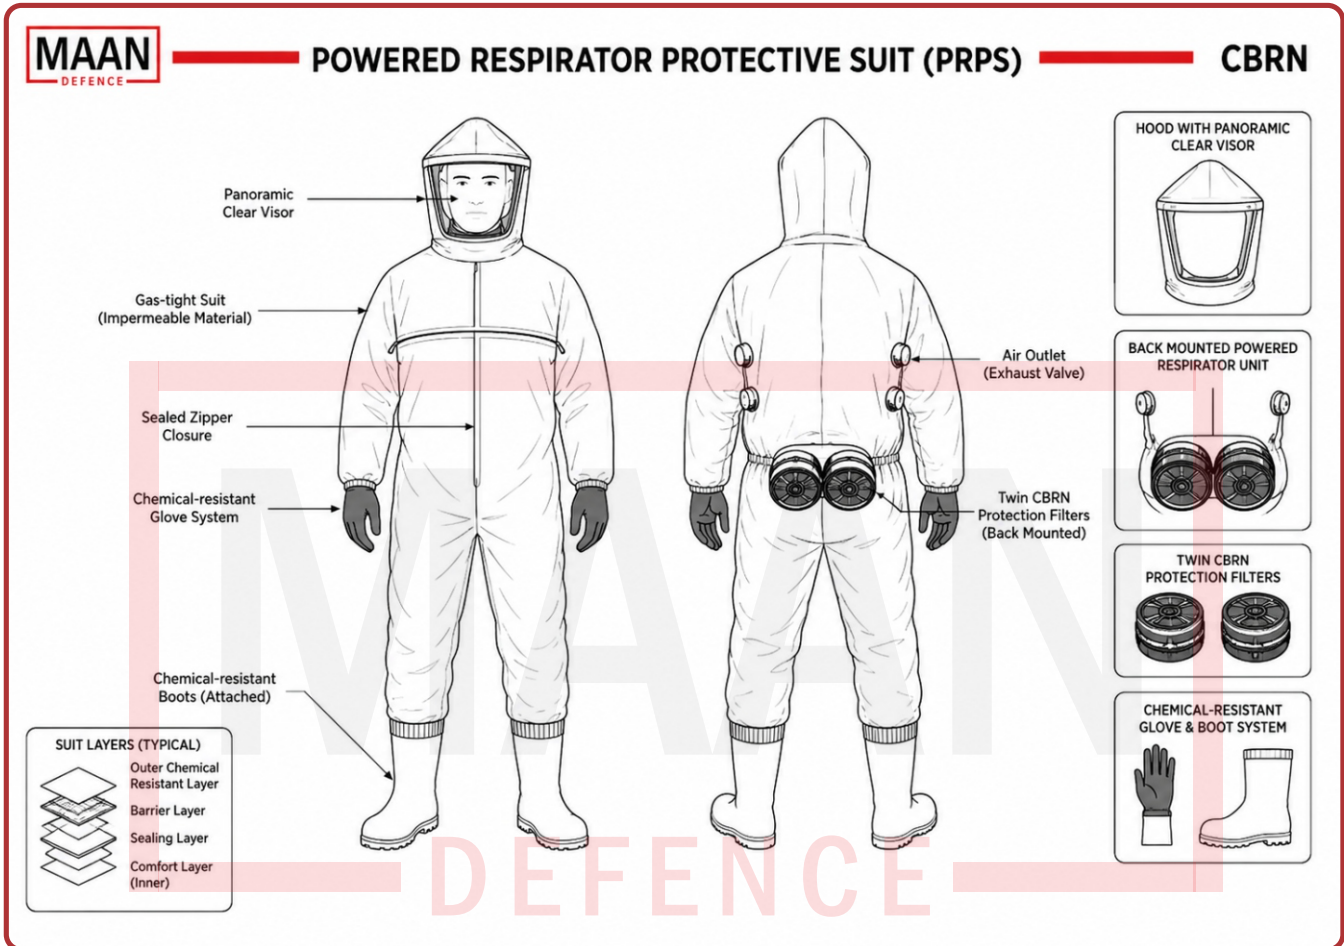 MAAN
DEFENCE
POWERED RESPIRATOR PROTECTIVE SUIT (PRPS)
CBRN
Panoramic
Clear Visor
Gas-tight Suit
(Impermeable Material)
Sealed Zipper
Closure
Chemical-resistant
Glove System
Chemical-resistant
Boots (Attached)
SUIT LAYERS (TYPICAL)
Outer Chemical
Resistant Layer
Barrier Layer
Sealing Layer
Comfort Layer
(Inner)
Air Outlet
(Exhaust Valve)
Twin CBRN
Protection Filters
(Back Mounted)
HOOD WITH PANORAMIC
CLEAR VISOR
BACK MOUNTED POWERED
RESPIRATOR UNIT
TWIN CBRN
PROTECTION FILTERS
CHEMICAL-RESISTANT
GLOVE & BOOT SYSTEM
MAAN
DEFENCE